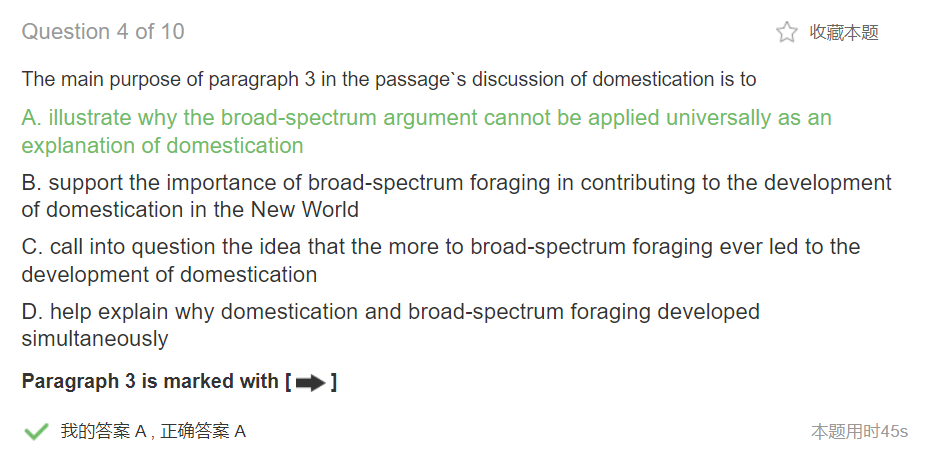 Question 4 of 10
收藏本题
The main purpose of paragraph 3 in the passage`s discussion of domestication is to
A. illustrate why the broad-spectrum argument cannot be applied universally as an
explanation of domestication
B. support the importance of broad-spectrum foraging in contributing to the development
of domestication in the New World
C. call into question the idea that the more to broad-spectrum foraging ever led to the
development of domestication
D. help explain why domestication and broad-spectrum foraging developed
simultaneously
Paragraph 3 is marked with [➡]
我的答案 A , 正确答案 A
本题用时45s